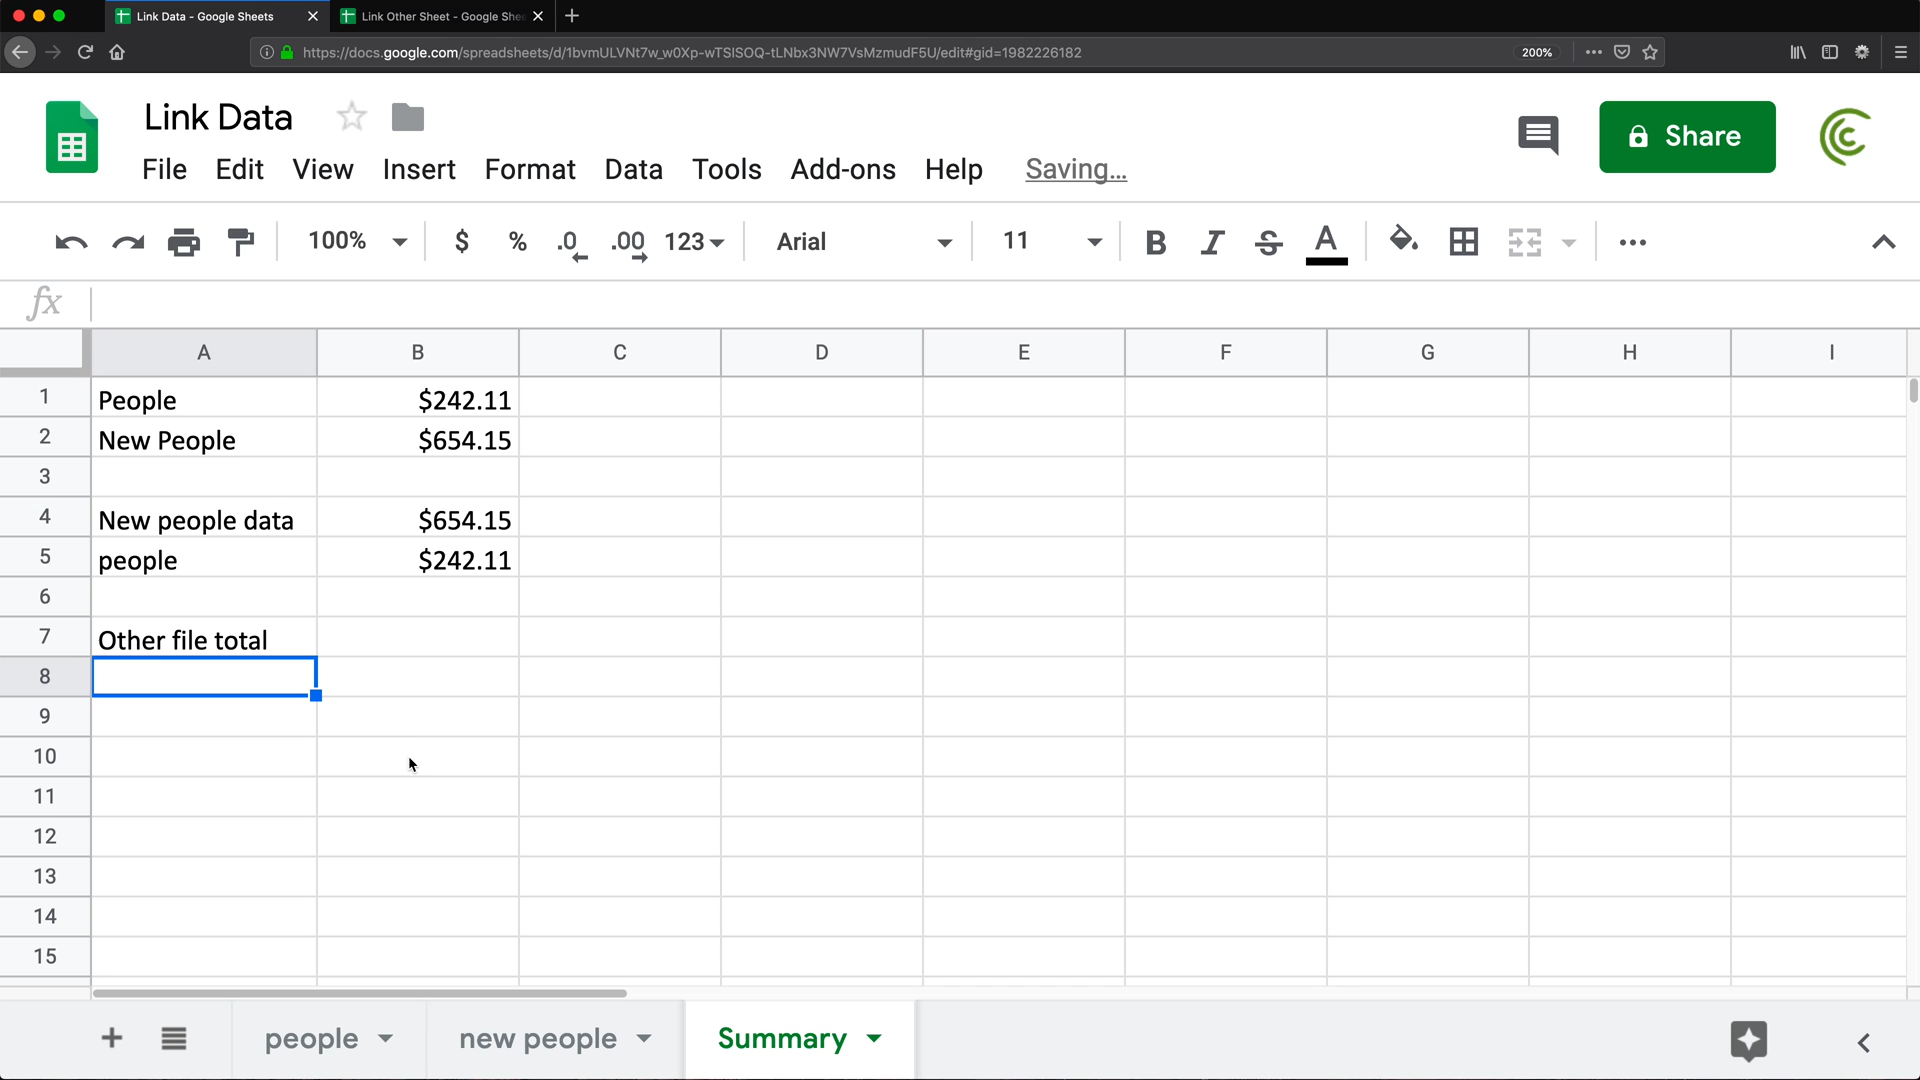 Link Data - Google Sheets
Link Other Sheet - Google She
https://docs.google.com/spreadsheets/d/1bvmULVNt7w_w0Xp-wTSlSOQ-tLNbx3NW7VsMzmudF5U/edit#gid=1982226182
200%
Link Data
Share
File Edit View Insert Format Data Tools Add-ons Help Saving...
100% $ % .0 .00 123 Arial 11 B I S A
fx
A B C D E F G H I
1 People $242.11
2 New People $654.15
3
4 New people data $654.15
5 people $242.11
6
7 Other file total
8
9
10
11
12
13
14
15
people new people Summary